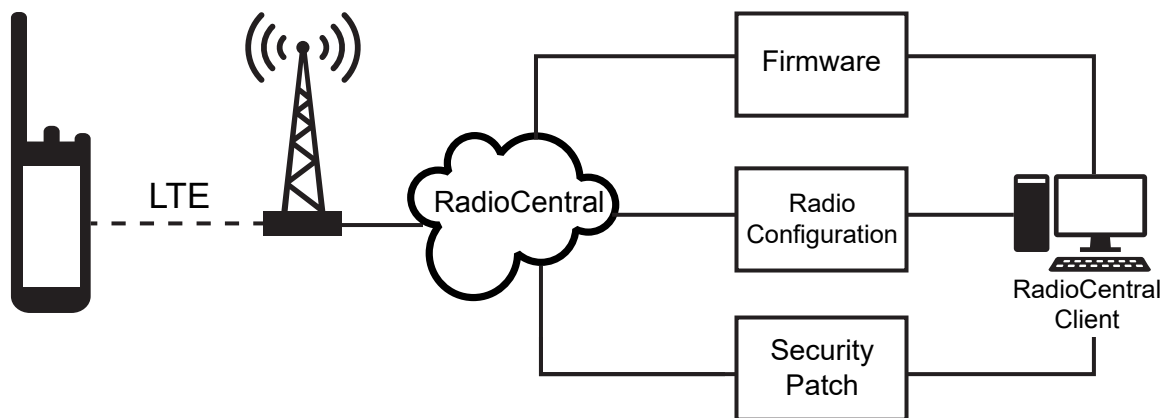 Firmware
LTE
RadioCentral
Radio
Configuration
RadioCentral
Client
Security
Patch